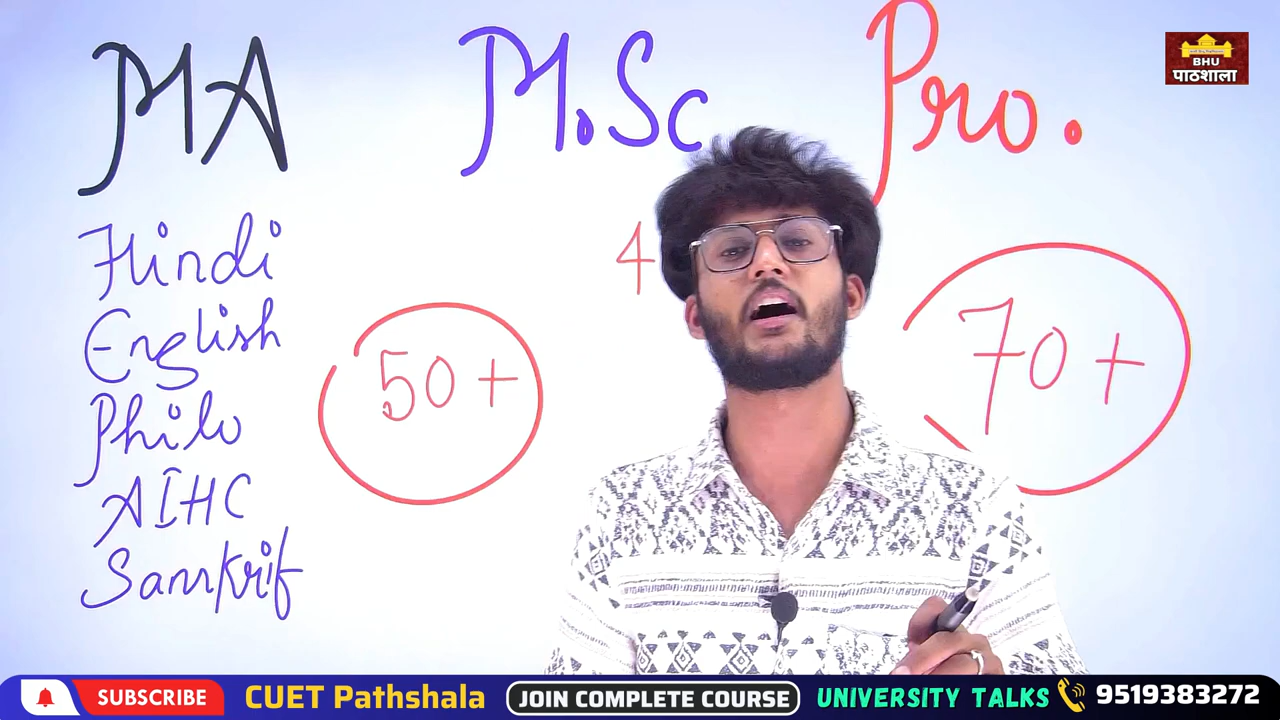 MA M.Sc Pro.
BHU
पाठशाला
Hindi
English
Philo
AIHC
Sanskrit
50+
4
70+
SUBSCRIBE CUET Pathshala JOIN COMPLETE COURSE UNIVERSITY TALKS 9519383272